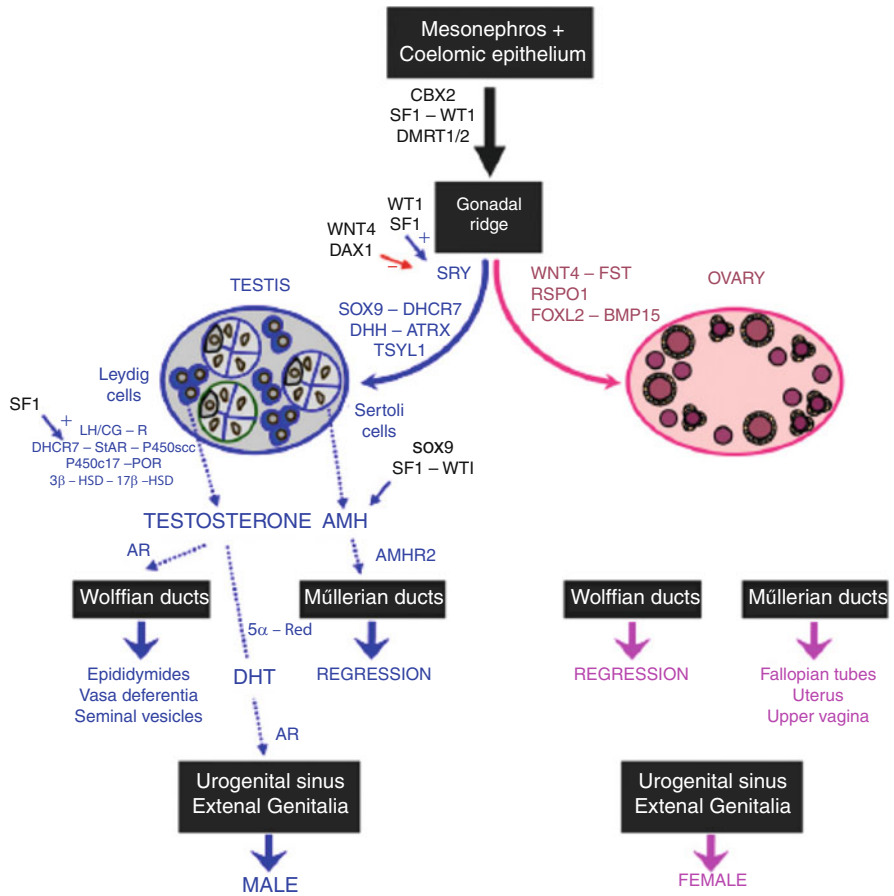 Mesonephros +
Coelomic epithelium
CBX2
SF1 – WT1
DMRT1/2
Gonadal
ridge
WT1
SF1
+
WNT4
DAX1
–
SRY
WNT4 – FST
RSPO1
FOXL2 – BMP15
OVARY
TESTIS
SOX9 – DHCR7
DHH – ATRX
TSYL1
Leydig
cells
Sertoli
cells
SF1
+
LH/CG – R
DHCR7 – StAR – P450scc
P450c17 –POR
3β – HSD – 17β –HSD
sox9
SF1 – WTI
TESTOSTERONE AMH
AR
AMHR2
Wolffian ducts
Műllerian ducts
Wolffian ducts
Műllerian ducts
5α – Red
Epididymides
Vasa deferentia
Seminal vesicles
DHT
REGRESSION
REGRESSION
Fallopian tubes
Uterus
Upper vagina
AR
Urogenital sinus
Extenal Genitalia
Urogenital sinus
Extenal Genitalia
MALE
FEMALE